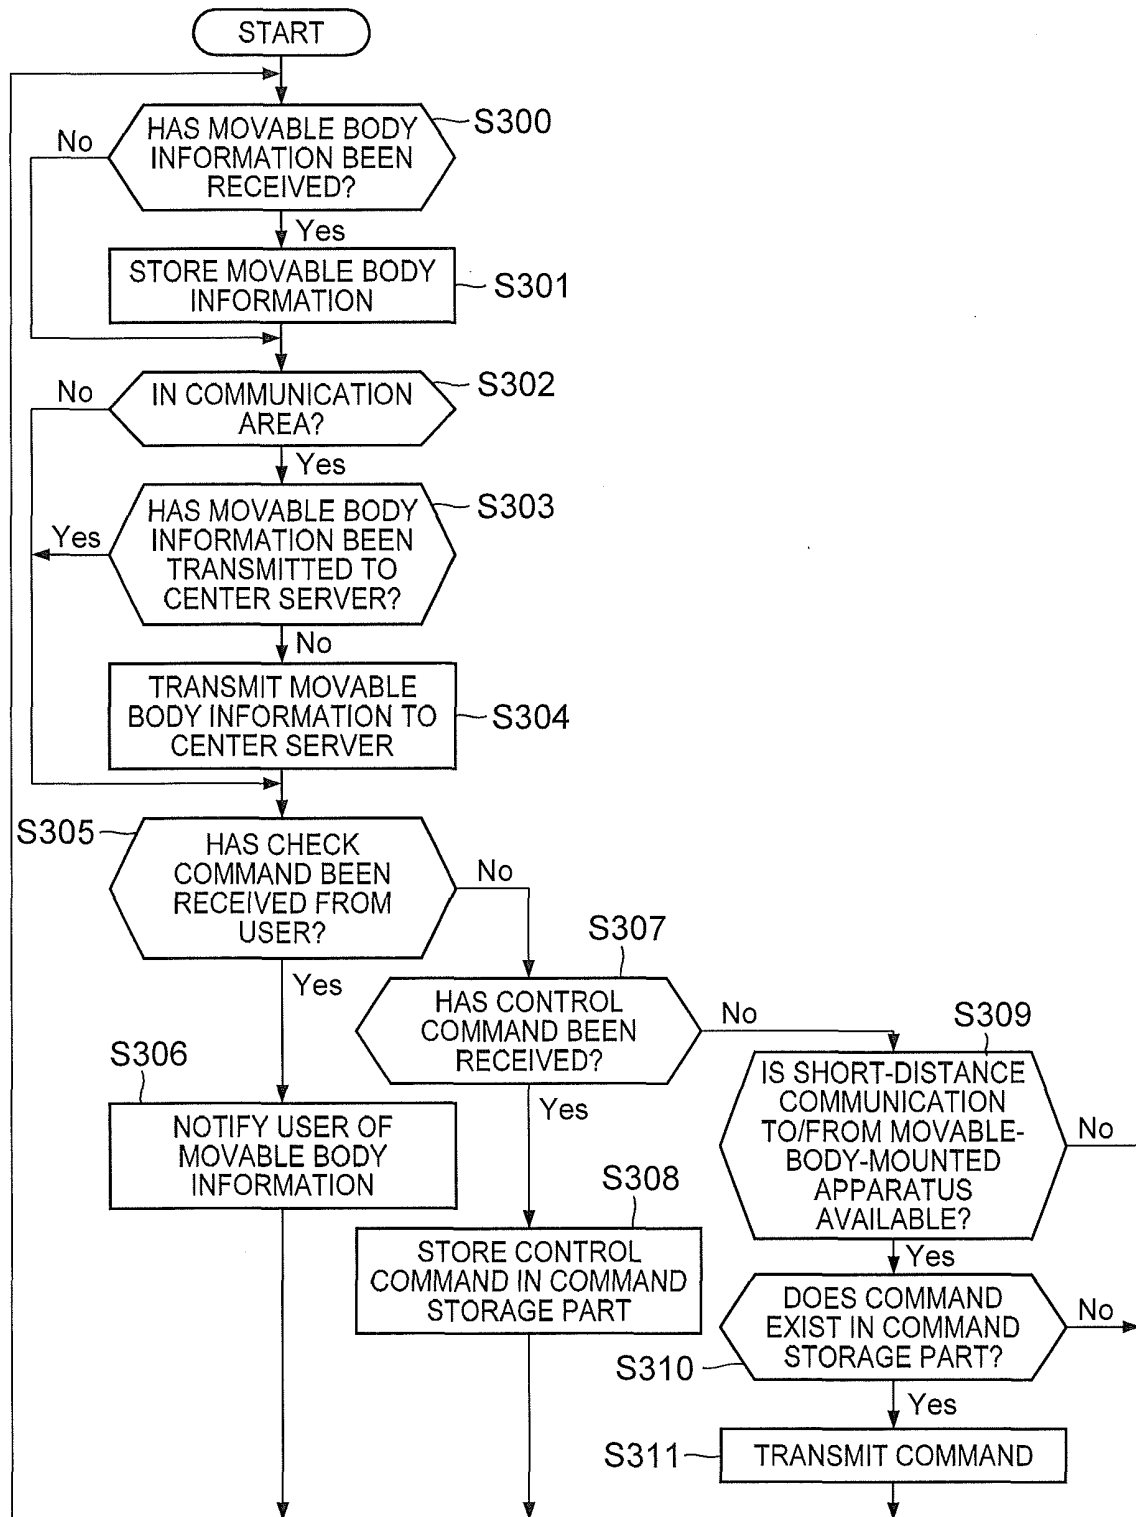 START
HAS MOVABLE BODY
INFORMATION BEEN
RECEIVED?
S300
No
Yes
STORE MOVABLE BODY
INFORMATION
S301
IN COMMUNICATION
AREA?
S302
No
Yes
HAS MOVABLE BODY
INFORMATION BEEN
TRANSMITTED TO
CENTER SERVER?
S303
Yes
No
TRANSMIT MOVABLE
BODY INFORMATION TO
CENTER SERVER
S304
S305
HAS CHECK
COMMAND BEEN
RECEIVED FROM
USER?
No
Yes
S306
NOTIFY USER OF
MOVABLE BODY
INFORMATION
S307
HAS CONTROL
COMMAND BEEN
RECEIVED?
No
Yes
S308
STORE CONTROL
COMMAND IN COMMAND
STORAGE PART
S309
IS SHORT-DISTANCE
COMMUNICATION
TO/FROM MOVABLE-
BODY-MOUNTED
APPARATUS
AVAILABLE?
No
Yes
DOES COMMAND
EXIST IN COMMAND
STORAGE PART?
No
S310
Yes
S311
TRANSMIT COMMAND